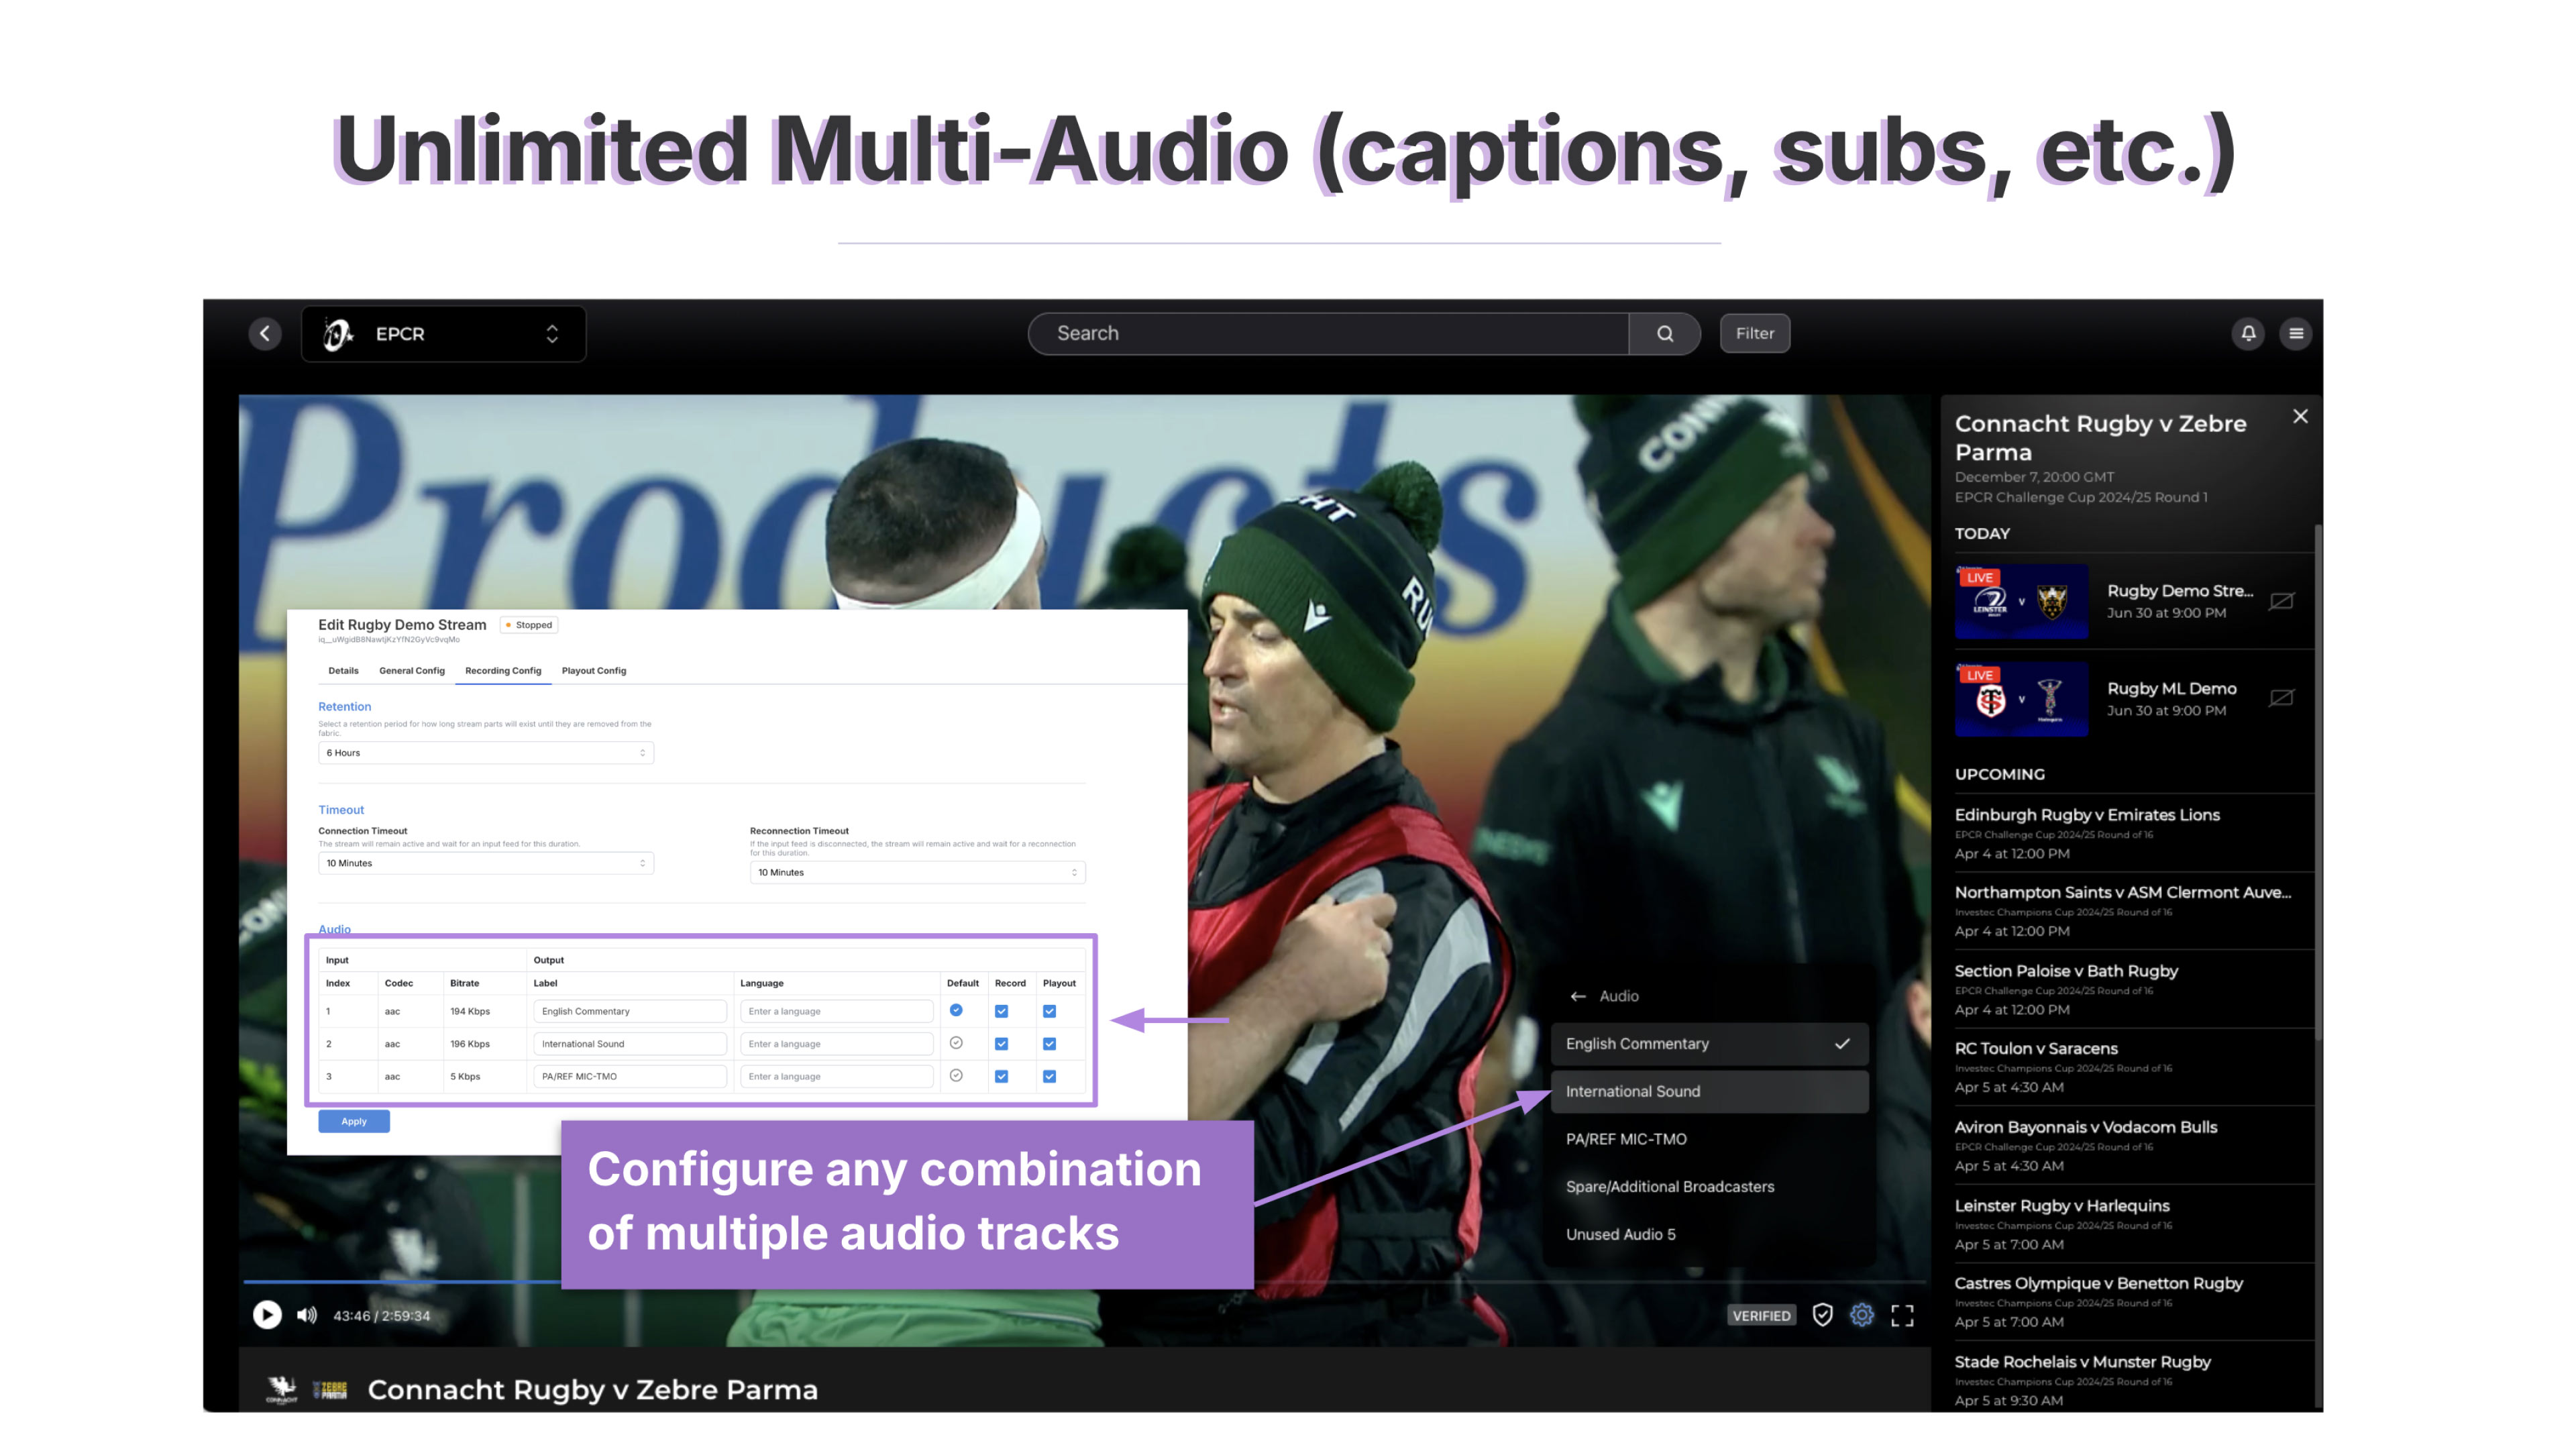 Unlimited Multi-Audio (captions, subs, etc.)
EPCR
Search
Filter
Products
CONN
HT
RU
INEOS
CON
Edit Rugby Demo Stream
Stopped
Details
General Config
Recording Config
Playout Config
Retention
Select a retention period for how long stream parts will exist until they are removed from the
fabric.
6 Hours
Timeout
Connection Timeout
The stream will remain active and wait for an input feed for this duration.
10 Minutes
Reconnection Timeout
If the input feed is disconnected, the stream will remain active and wait for a reconnection
for this duration.
10 Minutes
Audio
Input
Output
Index
Codec
Bitrate
Label
Language
Default
Record
Playout
1
aac
194 Kbps
English Commentary
Enter a language
2
aac
196 Kbps
International Sound
Enter a language
3
aac
5 Kbps
PA/REF MIC-TMO
Enter a language
Apply
Configure any combination
of multiple audio tracks
Audio
English Commentary
International Sound
PA/REF MIC-TMO
Spare/Additional Broadcasters
Unused Audio 5
43:46 / 2:59:34
VERIFIED
CONNACHT
ZEBRE
PARMA
Connacht Rugby v Zebre Parma
Connacht Rugby v Zebre
Parma
December 7, 20:00 GMT
EPCR Challenge Cup 2024/25 Round 1
TODAY
LIVE
LEINSTER
V
Rugby Demo Stre...
Jun 30 at 9:00 PM
LIVE
V
Rugby ML Demo
Jun 30 at 9:00 PM
UPCOMING
Edinburgh Rugby v Emirates Lions
EPCR Challenge Cup 2024/25 Round of 16
Apr 4 at 12:00 PM
Northampton Saints v ASM Clermont Auve...
Investec Champions Cup 2024/25 Round of 16
Apr 4 at 12:00 PM
Section Paloise v Bath Rugby
EPCR Challenge Cup 2024/25 Round of 16
Apr 4 at 12:00 PM
RC Toulon v Saracens
Investec Champions Cup 2024/25 Round of 16
Apr 5 at 4:30 AM
Aviron Bayonnais v Vodacom Bulls
EPCR Challenge Cup 2024/25 Round of 16
Apr 5 at 4:30 AM
Leinster Rugby v Harlequins
Investec Champions Cup 2024/25 Round of 16
Apr 5 at 7:00 AM
Castres Olympique v Benetton Rugby
Investec Champions Cup 2024/25 Round of 16
Apr 5 at 7:00 AM
Stade Rochelais v Munster Rugby
Investec Champions Cup 2024/25 Round of 16
Apr 5 at 9:30 AM